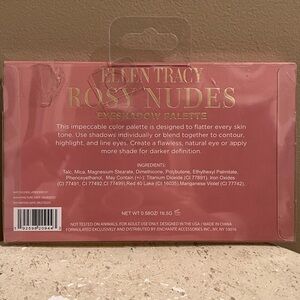 ELLEN TRACY
ROSY NUDES
EYESHADOW PALETTE
This impeccable color palette is designed to flatter every skin
tone. Use shadows individually or blend together to contour,
highlight, and line eyes. Create a flawless, natural eye or apply
more shade for darker definition.
INGREDIENTS:
Talc, Mica, Magnesium Stearate, Dimethicone, Polybutene, Ethylhexyl Palmitate,
Phenoxyethanol, May Contain (+/-): Titanium Dioxide (CI 77891), Iron Oxides
(CI 77491, CI 77492, CI 77499), Red 40 Lake (CI 16035), Manganese Violet (CI 77742).
NET WT 0.58OZ/ 16.5G
NOT TESTED ON ANIMALS. FOR ADULT USE ONLY. DESIGNED IN THE USA / MADE IN CHINA
FORMULATED EXCLUSIVELY AND DISTRIBUTED BY ENCHANTE ACCESSORIES INC., NY, NY 10016